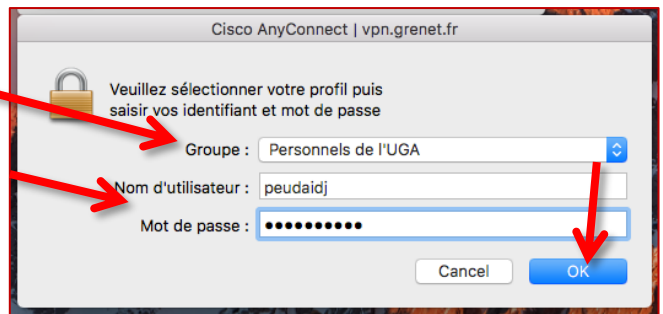 Cisco AnyConnect | vpn.grenet.fr
Veuillez sélectionner votre profil puis
saisir vos identifiant et mot de passe
Groupe : Personnels de l'UGA
Nom d'utilisateur : peudaidj
Mot de passe : ••••••••••
Cancel OK